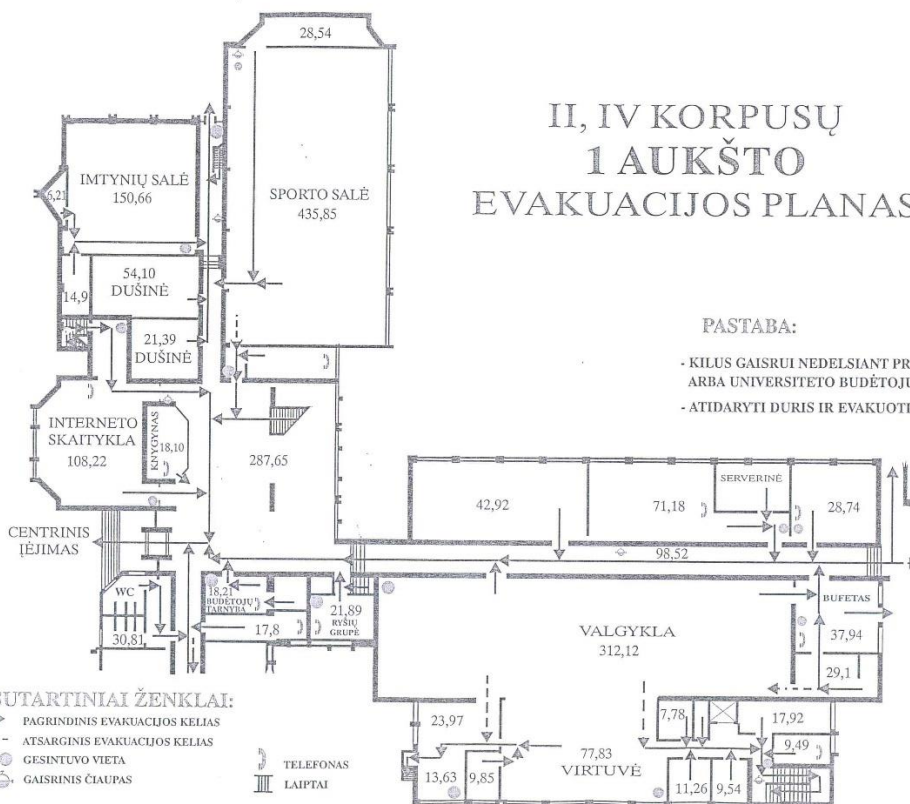 28,54
II, IV KORPUSŲ
1 AUKŠTO
EVAKUACIJOS PLANAS
IMTYNIŲ SALĖ
150,66
SPORTO SALĖ
435,85
54,10
DUŠINĖ
14,9
21,39
DUŠINĖ
PASTABA:
- KILUS GAISRUI NEDELSIANT PR
ARBA UNIVERSITETO BUDĖTOJU
- ATIDARYTI DURIS IR EVAKUOTI
INTERNETO
SKAITYKLA
108,22
KNYGYNAS
18,10
287,65
42,92
71,18
SERVERINĖ
28,74
CENTRINIS
ĮĖJIMAS
98,52
WC
30,81
18,21
BUDĖTOJŲ
TARNYBA
21,89
RYŠIŲ
GRUPĖ
17,8
VALGYKLA
312,12
BUFETAS
37,94
29,1
SUTARTINIAI ŽENKLAI:
PAGRINDINIS EVAKUACIJOS KELIAS
ATSARGINIS EVAKUACIJOS KELIAS
GESINTUVO VIETA
GAISRINIS ČIAUPAS
TELEFONAS
LAIPTAI
23,97
7,78
17,92
9,49
77,83
VIRTUVĖ
13,63
9,85
11,26
9,54